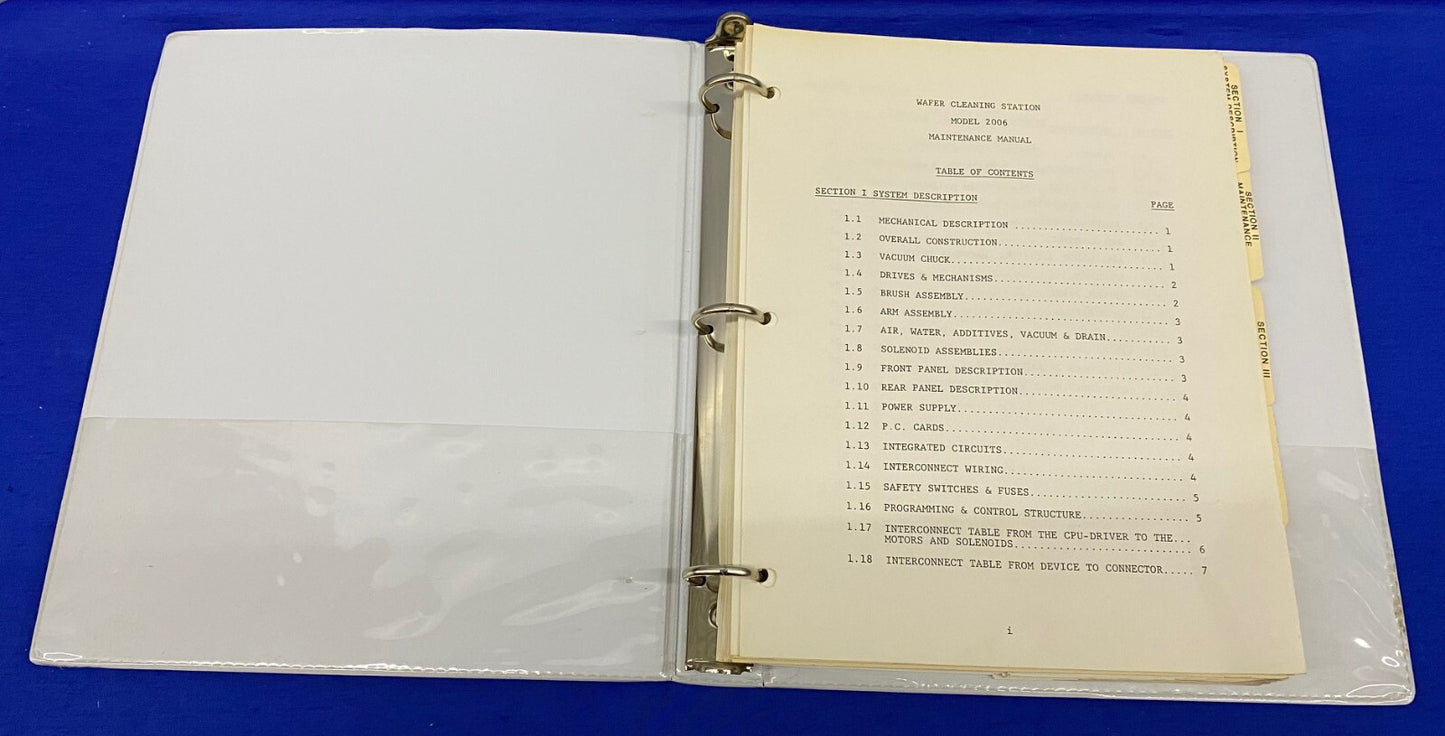 WAFER CLEANING STATION
MODEL 2006
MAINTENANCE MANUAL
TABLE OF CONTENTS
SECTION I SYSTEM DESCRIPTION
PAGE
1.1 MECHANICAL DESCRIPTION ........................ 1
1.2 OVERALL CONSTRUCTION........................... 1
1.3 VACUUM CHUCK................................... 1
1.4 DRIVES & MECHANISMS............................ 2
1.5 BRUSH ASSEMBLY................................. 2
1.6 ARM ASSEMBLY................................... 3
1.7 AIR, WATER, ADDITIVES, VACUUM & DRAIN.......... 3
1.8 SOLENOID ASSEMBLIES............................ 3
1.9 FRONT PANEL DESCRIPTION........................ 3
1.10 REAR PANEL DESCRIPTION......................... 4
1.11 POWER SUPPLY................................... 4
1.12 P.C. CARDS..................................... 4
1.13 INTEGRATED CIRCUITS............................ 4
1.14 INTERCONNECT WIRING............................ 4
1.15 SAFETY SWITCHES & FUSES........................ 5
1.16 PROGRAMMING & CONTROL STRUCTURE................ 5
1.17 INTERCONNECT TABLE FROM THE CPU-DRIVER TO THE...
MOTORS AND SOLENOIDS........................... 6
1.18 INTERCONNECT TABLE FROM DEVICE TO CONNECTOR..... 7
i
SECTION I
SYSTEM DESCRIPTION
SECTION II
MAINTENANCE
SECTION III